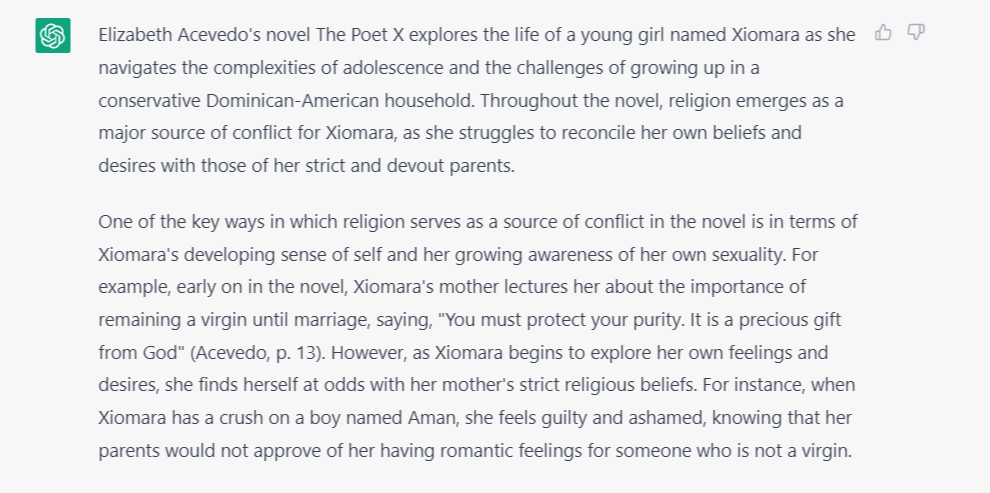 Elizabeth Acevedo's novel The Poet X explores the life of a young girl named Xiomara as she
navigates the complexities of adolescence and the challenges of growing up in a
conservative Dominican-American household. Throughout the novel, religion emerges as a
major source of conflict for Xiomara, as she struggles to reconcile her own beliefs and
desires with those of her strict and devout parents.
One of the key ways in which religion serves as a source of conflict in the novel is in terms of
Xiomara's developing sense of self and her growing awareness of her own sexuality. For
example, early on in the novel, Xiomara's mother lectures her about the importance of
remaining a virgin until marriage, saying, "You must protect your purity. It is a precious gift
from God" (Acevedo, p. 13). However, as Xiomara begins to explore her own feelings and
desires, she finds herself at odds with her mother's strict religious beliefs. For instance, when
Xiomara has a crush on a boy named Aman, she feels guilty and ashamed, knowing that her
parents would not approve of her having romantic feelings for someone who is not a virgin.